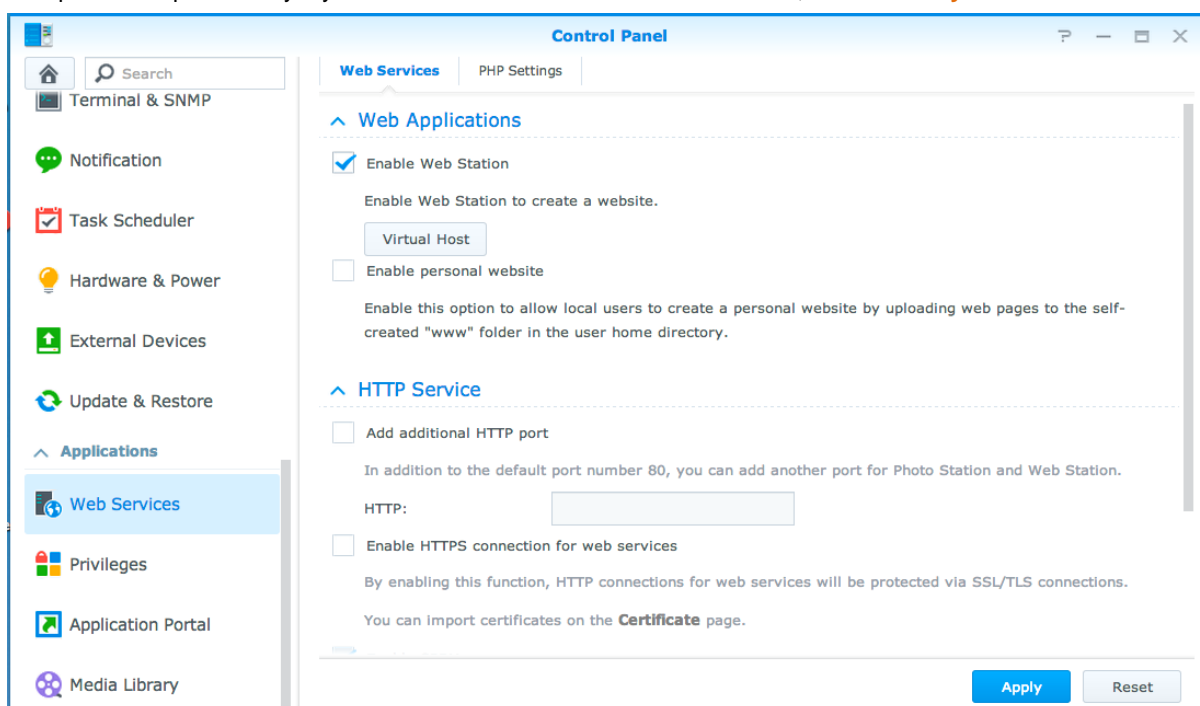 Control Panel
Search
Terminal & SNMP
Notification
Task Scheduler
Hardware & Power
External Devices
Update & Restore
Applications
Web Services
Privileges
Application Portal
Media Library
Web Services PHP Settings
Web Applications
Enable Web Station
Enable Web Station to create a website.
Virtual Host
Enable personal website
Enable this option to allow local users to create a personal website by uploading web pages to the self-
created "www" folder in the user home directory.
HTTP Service
Add additional HTTP port
In addition to the default port number 80, you can add another port for Photo Station and Web Station.
HTTP:
Enable HTTPS connection for web services
By enabling this function, HTTP connections for web services will be protected via SSL/TLS connections.
You can import certificates on the Certificate page.
Apply Reset